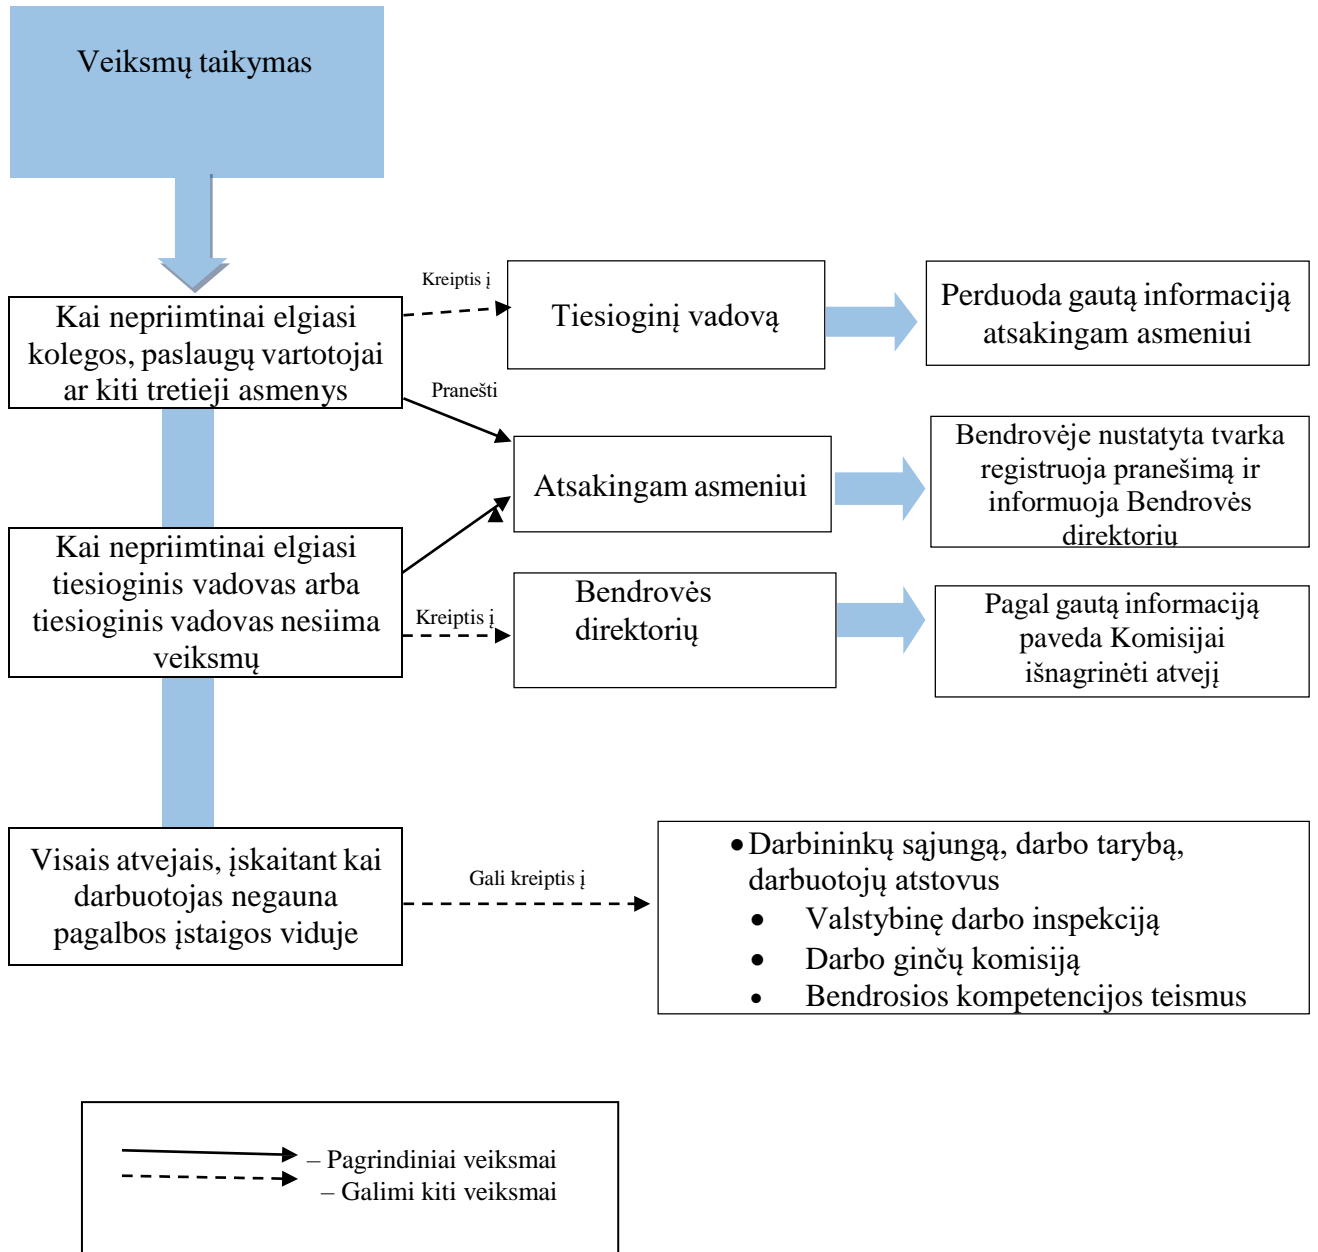 Veiksmų taikymas
Kai nepriimtinai elgiasi
kolegos, paslaugų vartotojai
ar kiti tretieji asmenys
Kreiptis į
Tiesioginį vadovą
Perduoda gautą informaciją
atsakingam asmeniui
Pranešti
Atsakingam asmeniui
Bendrovėje nustatyta tvarka
registruoja pranešimą ir
informuoja Bendrovės
direktorių
Kai nepriimtinai elgiasi
tiesioginis vadovas arba
tiesioginis vadovas nesiima
veiksmų
Kreiptis į
Bendrovės
direktorių
Pagal gautą informaciją
paveda Komisijai
išnagrinėti atvejį
Visais atvejais, įskaitant kai
darbuotojas negauna
pagalbos įstaigos viduje
Gali kreiptis į
•Darbininkų sąjungą, darbo tarybą,
darbuotojų atstovus
• Valstybinę darbo inspekciją
• Darbo ginčų komisiją
• Bendrosios kompetencijos teismus
– Pagrindiniai veiksmai
– Galimi kiti veiksmai